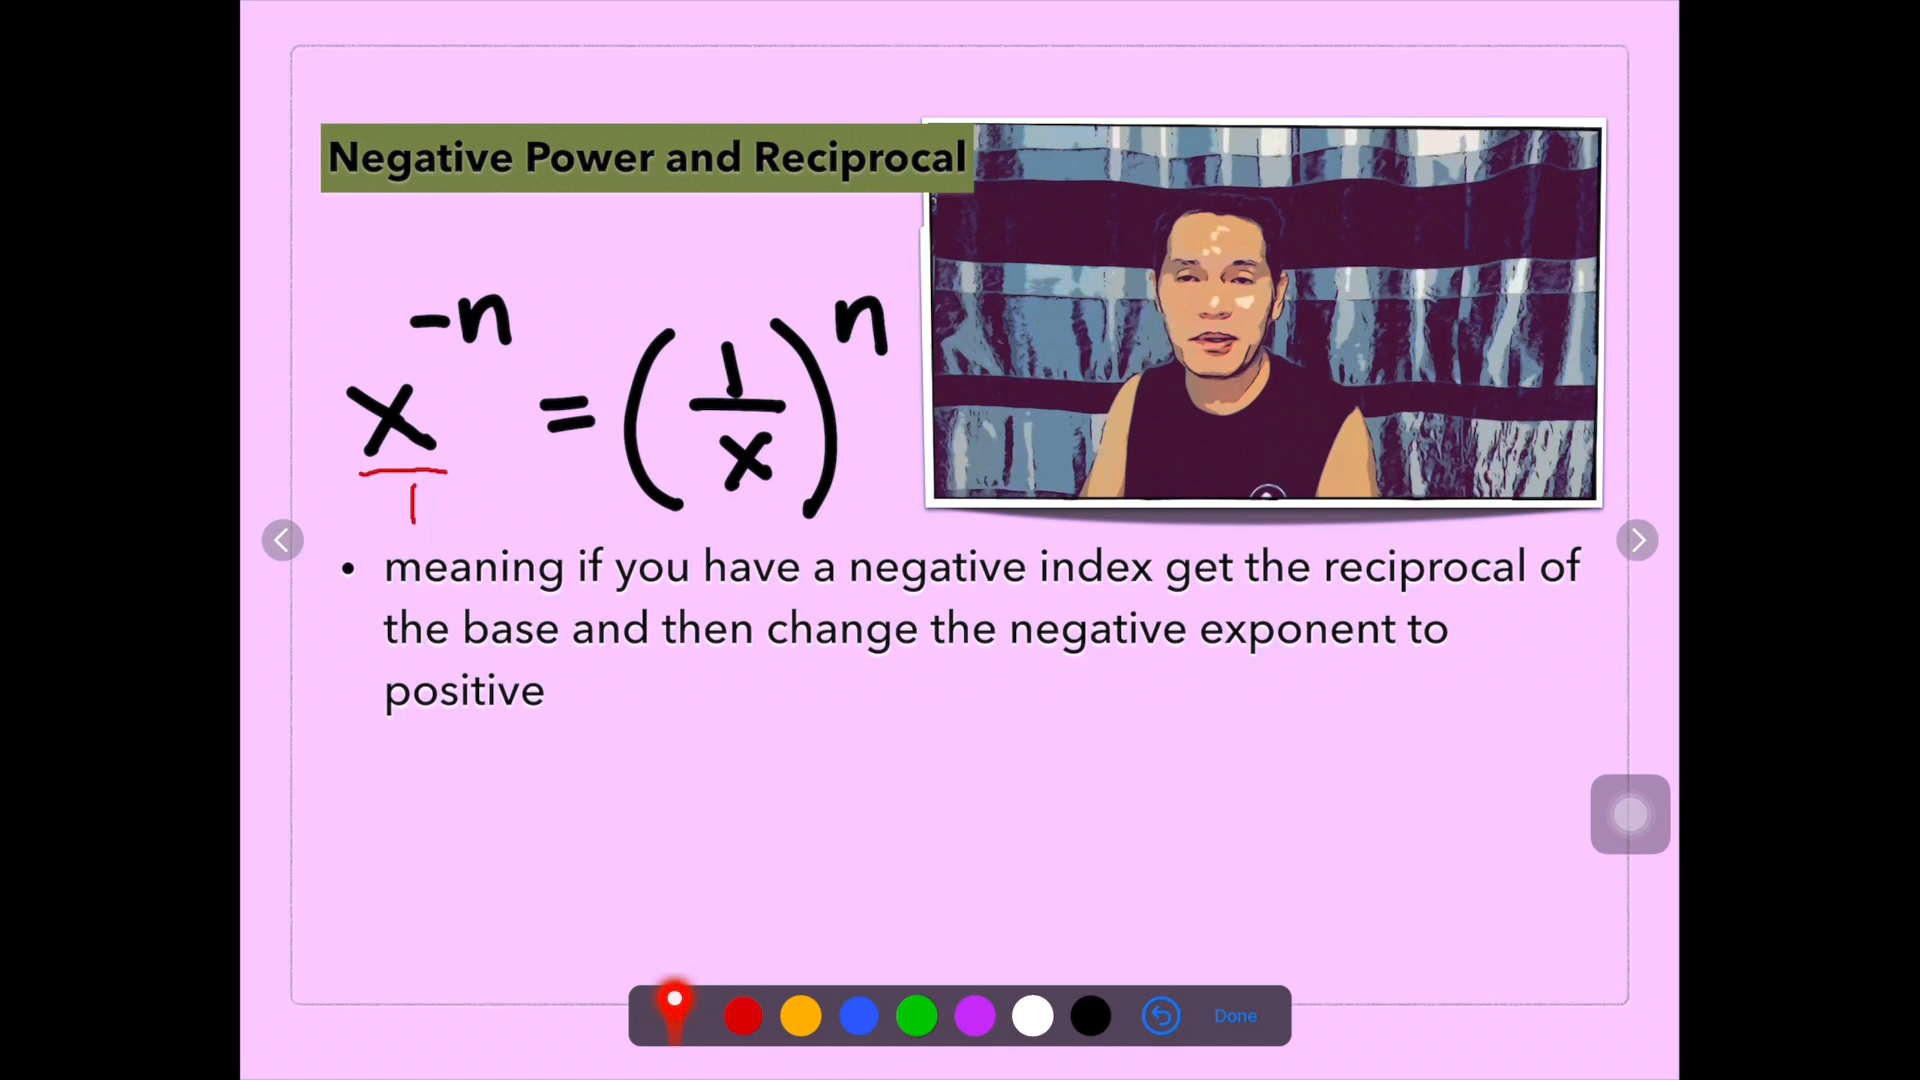 Negative Power and Reciprocal
x^{-n} = (1/x)^n
1
• meaning if you have a negative index get the reciprocal of
the base and then change the negative exponent to
positive
Done